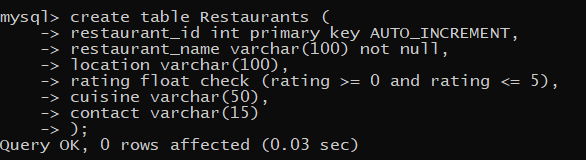 mysql> create table Restaurants (
    -> restaurant_id int primary key AUTO_INCREMENT,
    -> restaurant_name varchar(100) not null,
    -> location varchar(100),
    -> rating float check (rating >= 0 and rating <= 5),
    -> cuisine varchar(50),
    -> contact varchar(15)
    -> );
Query OK, 0 rows affected (0.03 sec)